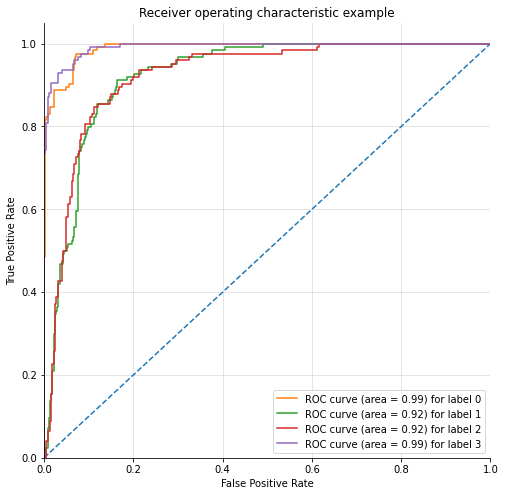 Receiver operating characteristic example
1.0
0.8
0.6
0.4
0.2
0.0
True Positive Rate
ROC curve (area = 0.99) for label 0
ROC curve (area = 0.92) for label 1
ROC curve (area = 0.92) for label 2
ROC curve (area = 0.99) for label 3
0.0 0.2 0.4 0.6 0.8 1.0
False Positive Rate